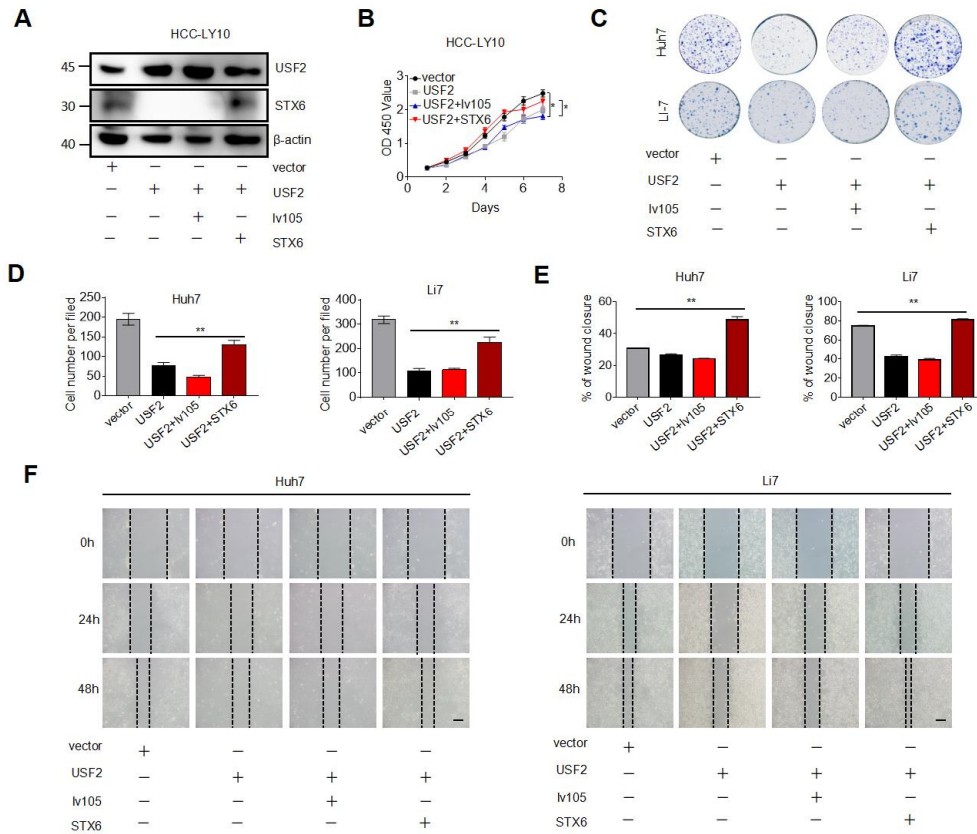 A
HCC-LY10
45
USF2
30
STX6
40
β-actin
+ – – – vector
– + + + USF2
– – + – lv105
– – – + STX6
B
HCC-LY10
OD 450 Value
3
2
1
0
0 2 4 6 8
Days
vector
USF2
USF2+lv105
USF2+STX6
* *
C
Huh7
LI-7
vector + – – –
USF2 – + + +
lv105 – – + –
STX6 – – – +
D
Huh7
Cell number per filed
250
200
150
100
50
0
**
vector
USF2
USF2+lv105
USF2+STX6
Li7
Cell number per filed
400
300
200
100
0
**
vector
USF2
USF2+lv105
USF2+STX6
E
Huh7
% of wound closure
60
40
20
0
**
vector
USF2
USF2+lv105
USF2+STX6
Li7
% of wound closure
100
80
60
40
20
0
**
vector
USF2
USF2+lv105
USF2+STX6
F
Huh7
0h
24h
48h
vector + – – –
USF2 – + + +
lv105 – – + –
STX6 – – – +
Li7
0h
24h
48h
vector + – – –
USF2 – + + +
lv105 – – + –
STX6 – – – +